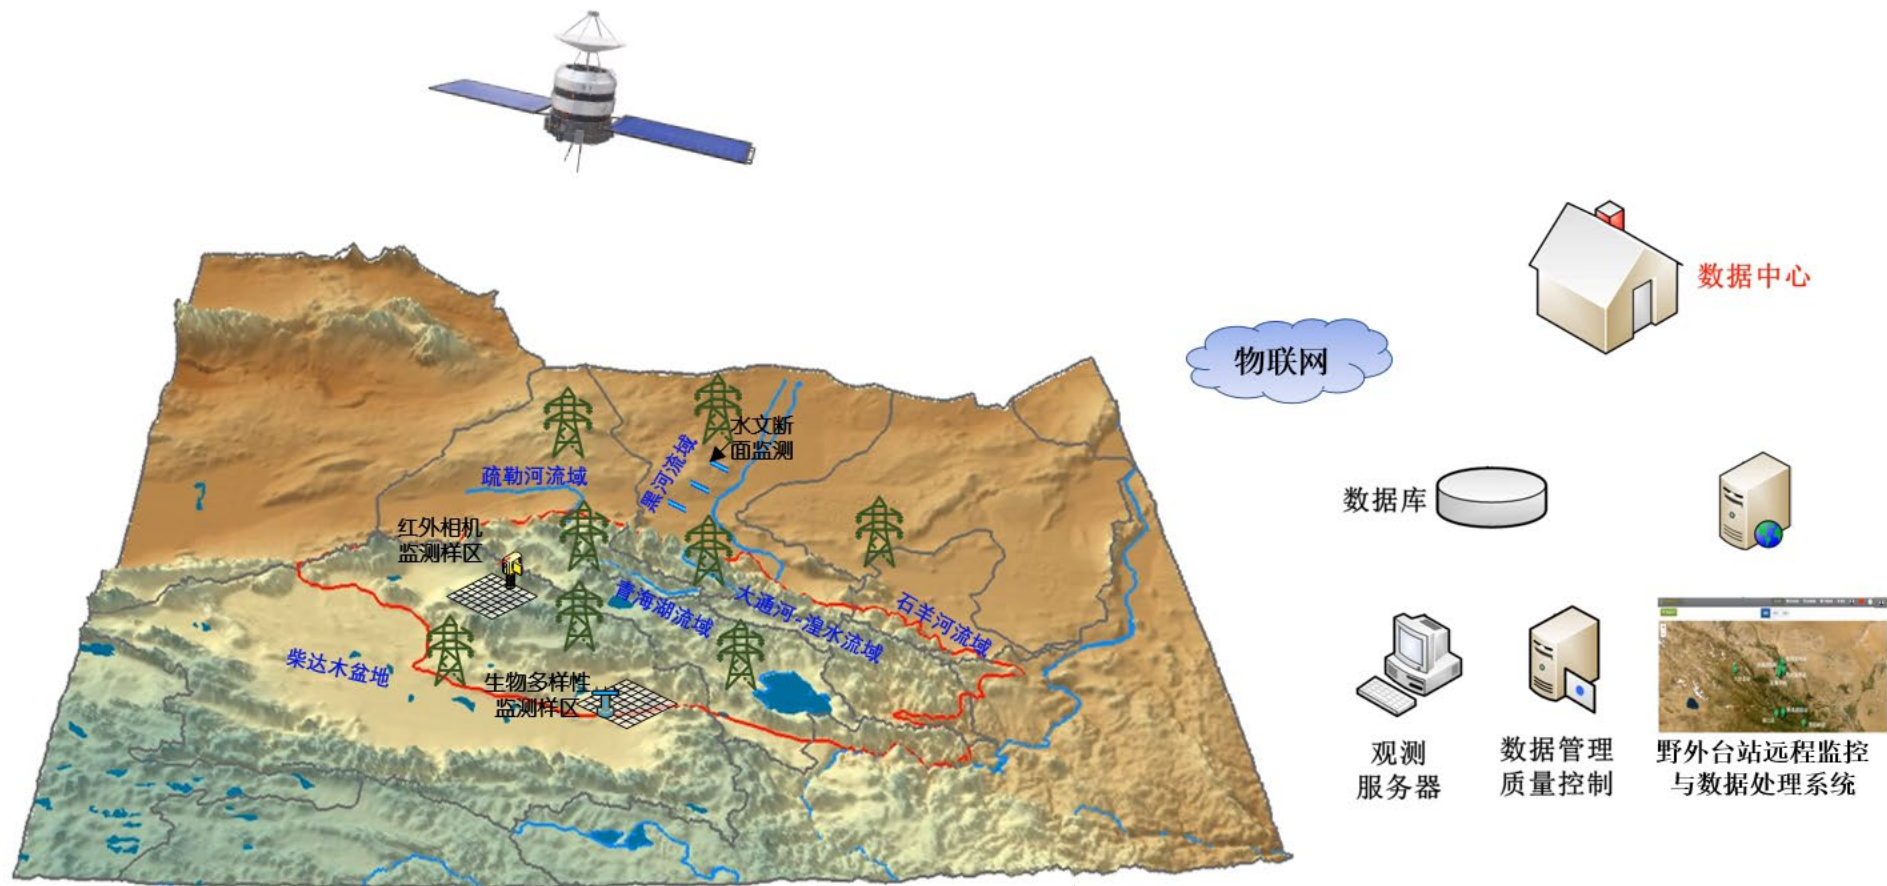 数据中心
物联网
水文断
面监测
黑河流域
疏勒河流域
数据库
红外相机
监测样区
青海湖流域
大通河-湟水流域
石羊河流域
柴达木盆地
生物多样性
监测样区
观测
服务器
数据管理
质量控制
野外台站远程监控
与数据处理系统